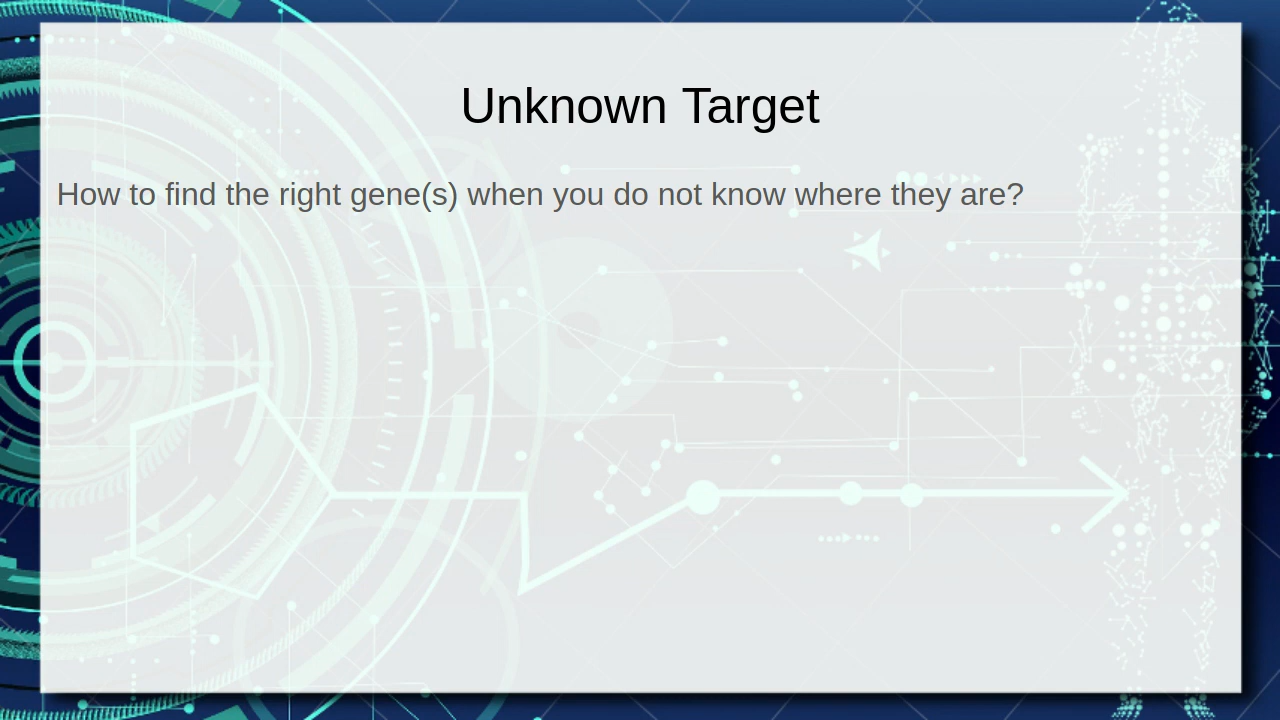 Unknown Target
How to find the right gene(s) when you do not know where they are?